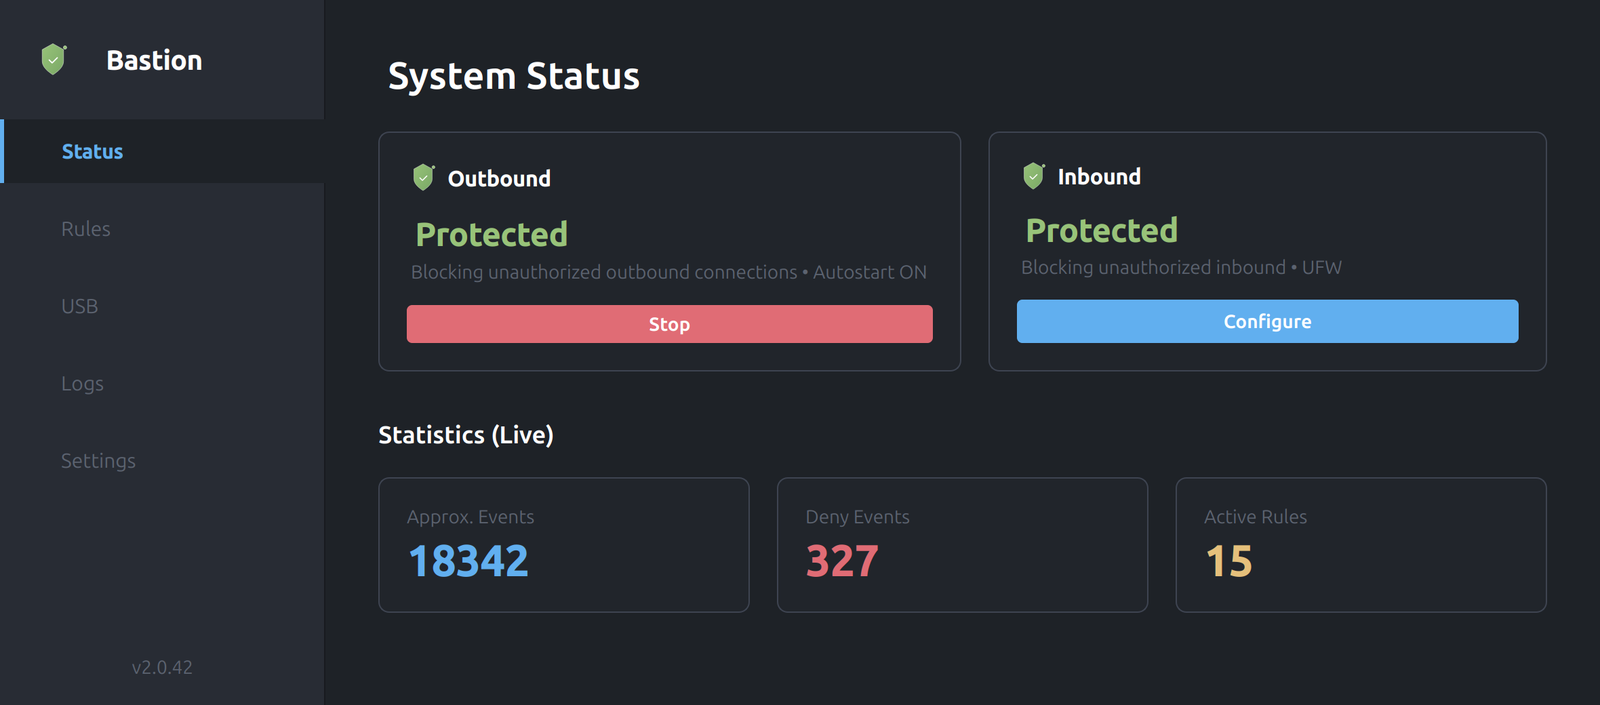 Bastion
Status
Rules
USB
Logs
Settings
v2.0.42
System Status
Outbound
Protected
Blocking unauthorized outbound connections • Autostart ON
Stop
Inbound
Protected
Blocking unauthorized inbound • UFW
Configure
Statistics (Live)
Approx. Events
18342
Deny Events
327
Active Rules
15